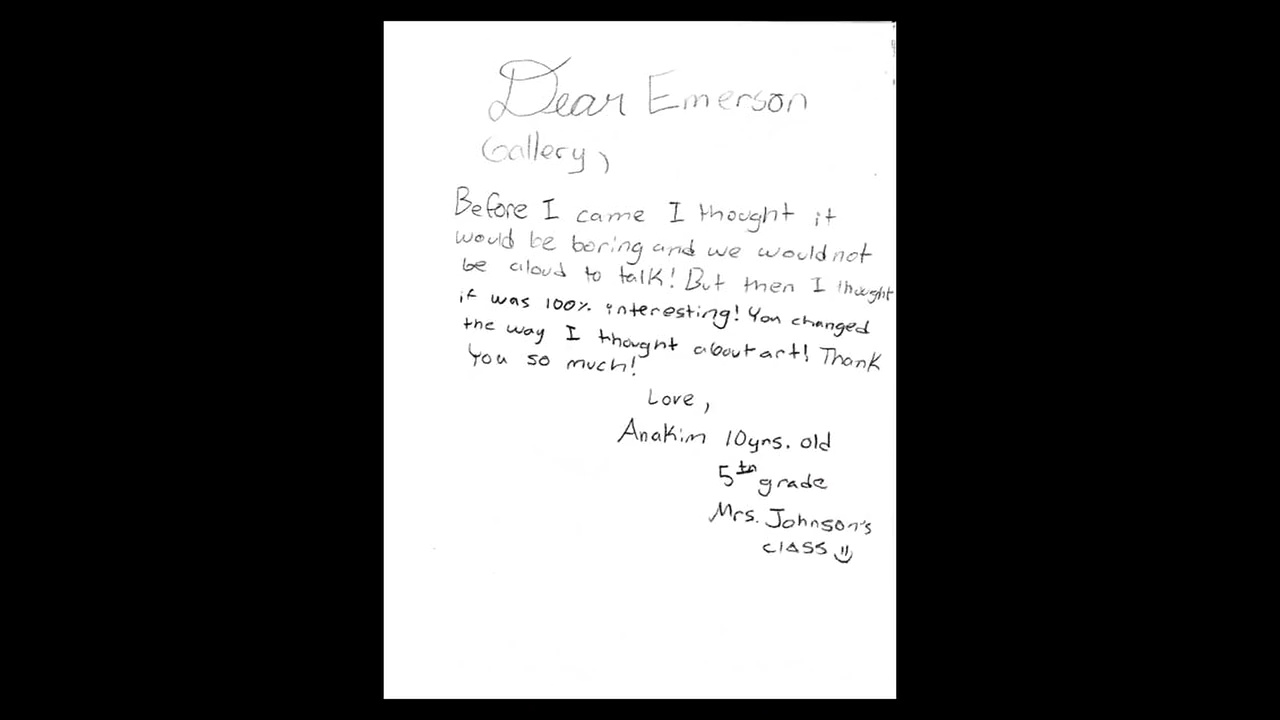 Dear Emerson
Gallery,
Before I came I thought it
would be boring and we would not
be aloud to talk! But then I thought
it was 100% interesting! You changed
the way I thought about art! Thank
You so much!
Love,
Anakim 10yrs. old
5th grade
Mrs. Johnson's
CLASS